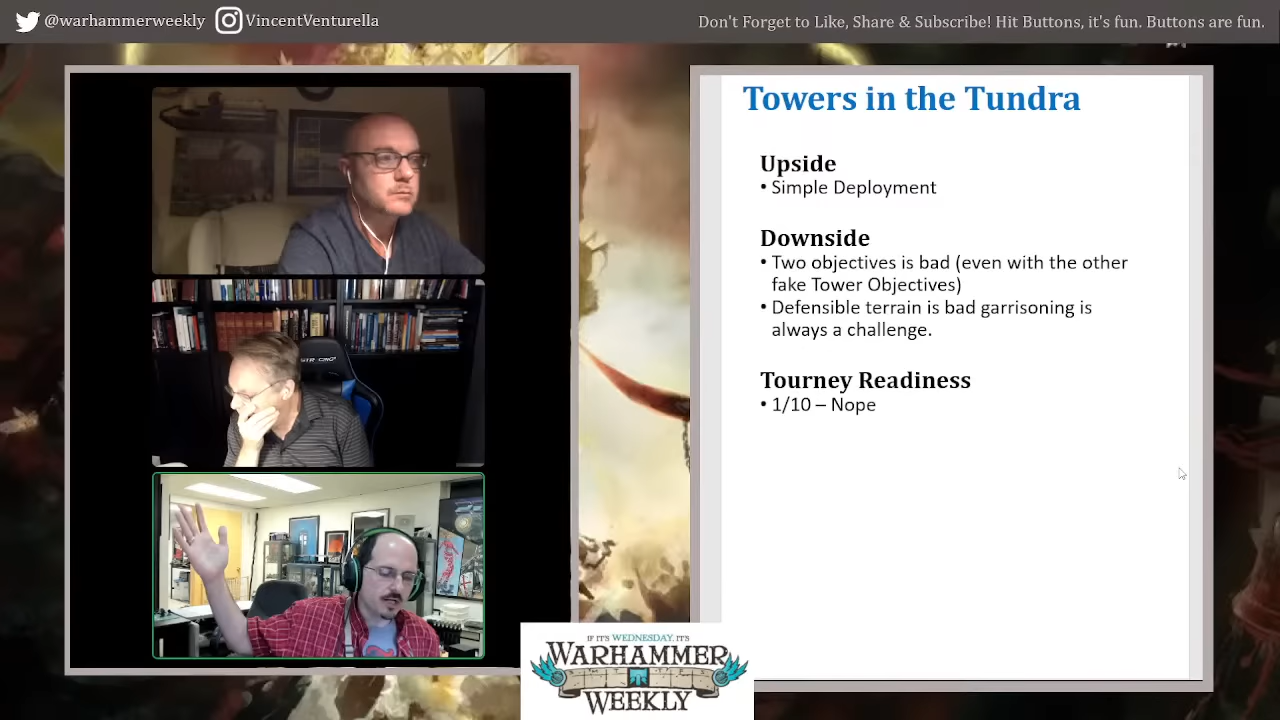 @warhammerweekly VincentVenturella
Don't Forget to Like, Share & Subscribe! Hit Buttons, it's fun. Buttons are fun.
Towers in the Tundra
Upside
• Simple Deployment
Downside
• Two objectives is bad (even with the other
fake Tower Objectives)
• Defensible terrain is bad garrisoning is
always a challenge.
Tourney Readiness
• 1/10 – Nope
IF IT'S WEDNESDAY, IT'S
WARHAMMER
WEEKLY